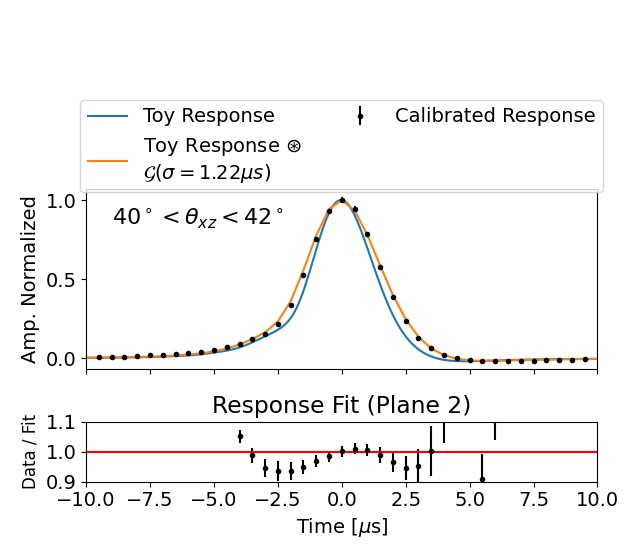 Toy Response
Calibrated Response
Toy Response ⊛
𝒢(σ = 1.22μs)
1.0
40° < θxz < 42°
0.5
0.0
Amp. Normalized
Response Fit (Plane 2)
1.1
1.0
0.9
Data / Fit
−10.0 −7.5 −5.0 −2.5 0.0 2.5 5.0 7.5 10.0
Time [μs]